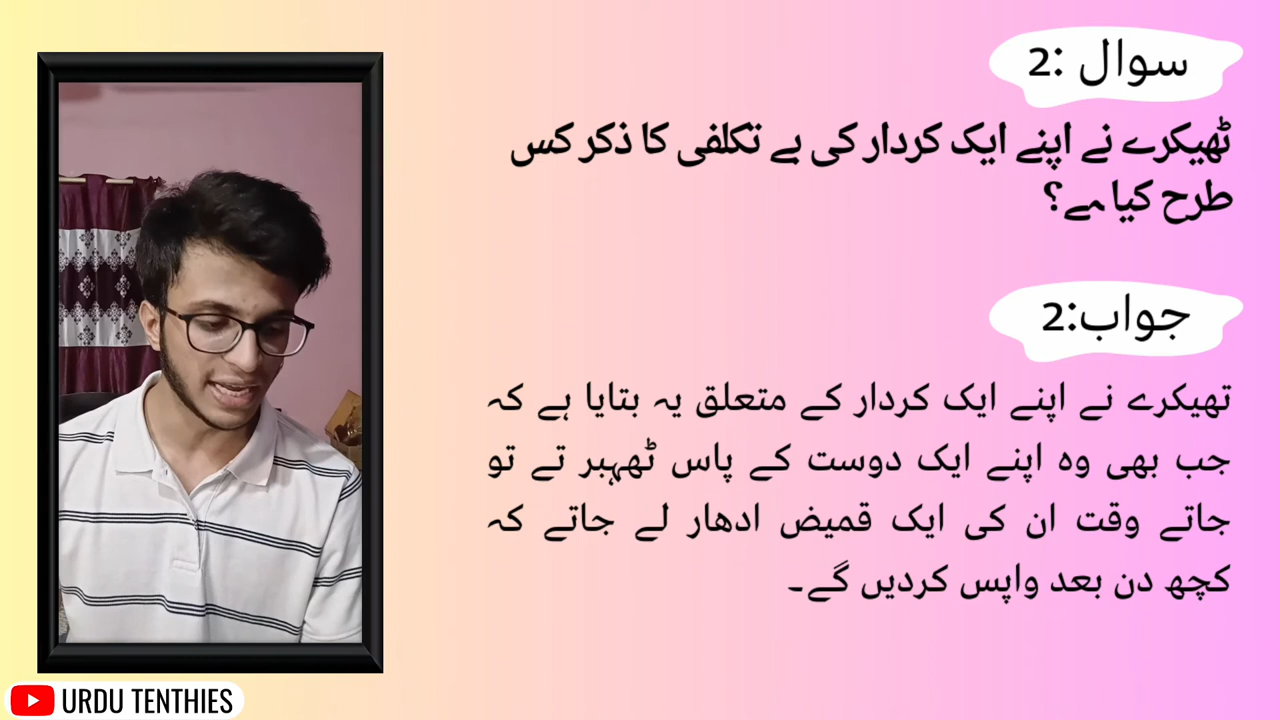 سوال :2
ٹھیکرے نے اپنے ایک کردار کی بے تکلفی کا ذکر کس
طرح کیا ہے؟
جواب:2
تھیکرے نے اپنے ایک کردار کے متعلق یہ بتایا ہے کہ
جب بھی وہ اپنے ایک دوست کے پاس ٹھہبر تے تو
جاتے وقت ان کی ایک قمیض ادھار لے جاتے کہ
کچھ دن بعد واپس کردیں گے۔
URDU TENTHIES